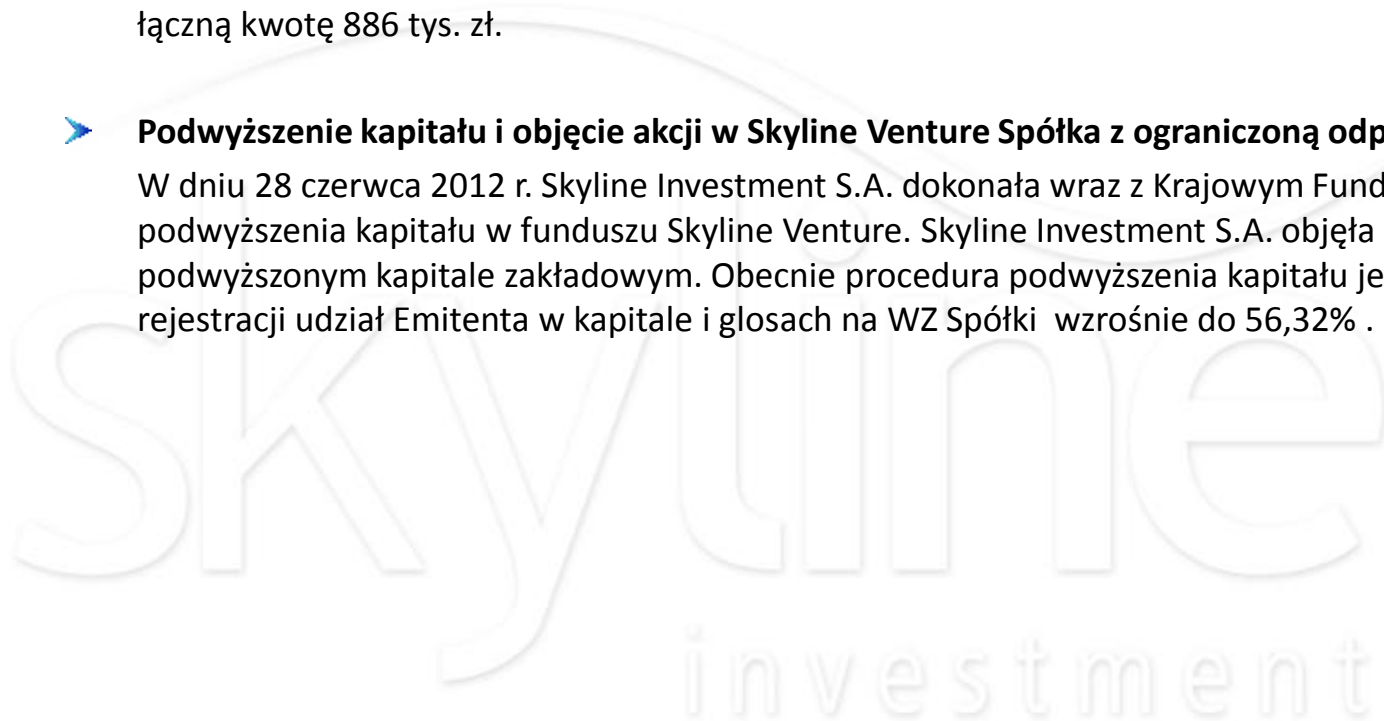 łączną kwotę 886 tys. zł.
Podwyższenie kapitału i objęcie akcji w Skyline Venture Spółka z ograniczoną odp
W dniu 28 czerwca 2012 r. Skyline Investment S.A. dokonała wraz z Krajowym Fund
podwyższenia kapitału w funduszu Skyline Venture. Skyline Investment S.A. objęła
podwyższonym kapitale zakładowym. Obecnie procedura podwyższenia kapitału je
rejestracji udział Emitenta w kapitale i glosach na WZ Spółki wzrośnie do 56,32% .
skyline
investment